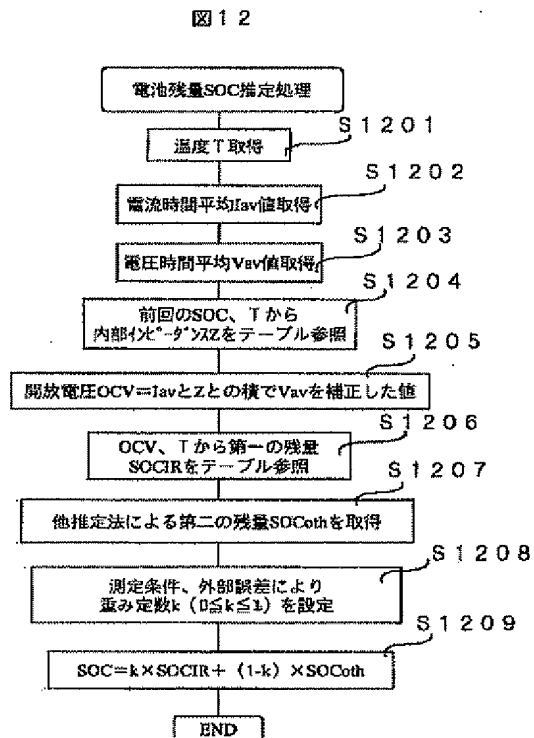 図12
電池残量SOC推定処理
S1201
温度T取得
S1202
電流時間平均Iav値取得
S1203
電圧時間平均Vav値取得
S1204
前回のSOC、Tから
内部インピーダンスZをテーブル参照
S1205
開放電圧OCV=IavとZとの積でVavを補正した値
S1206
OCV、Tから第一の残量
SOCIRをテーブル参照
S1207
他推定法による第二の残量SOCothを取得
S1208
測定条件、外部誤差により
重み定数k(0≦k≦1)を設定
S1209
SOC=k×SOCIR+(1-k)×SOCoth
END